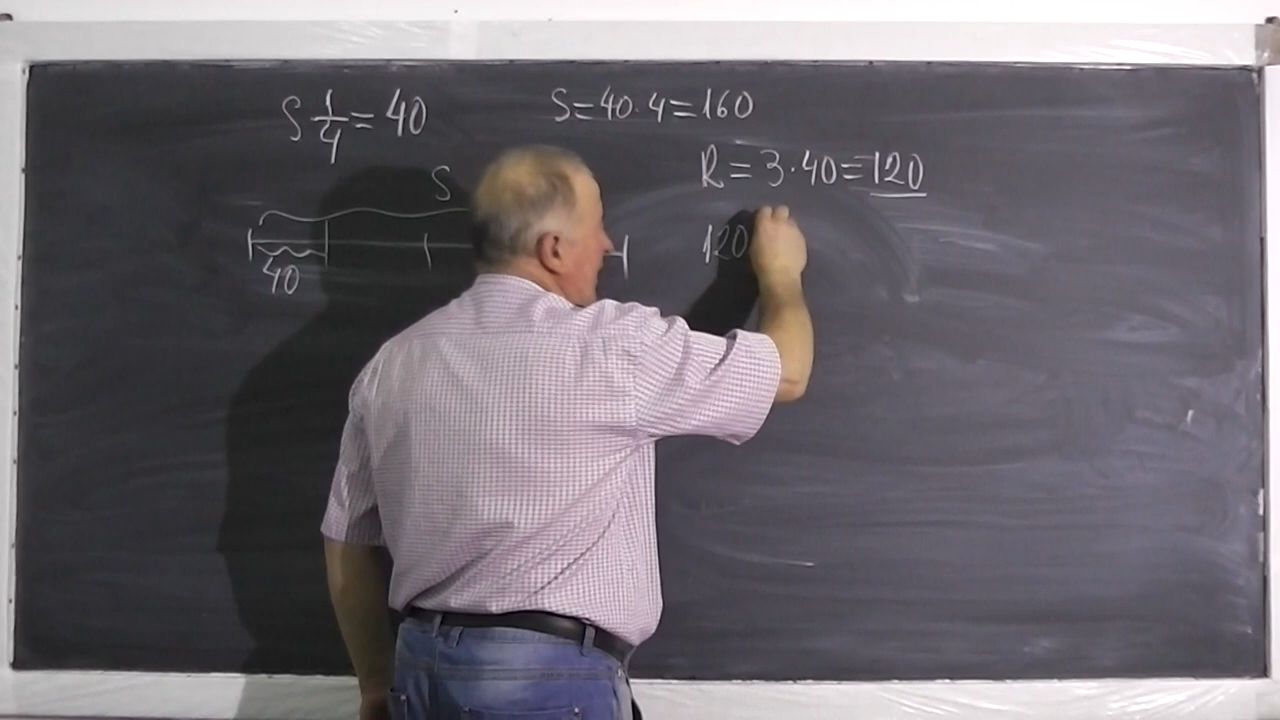 S 1/4 = 40
S = 40 · 4 = 160
R = 3 · 40 = 120
S
40
120